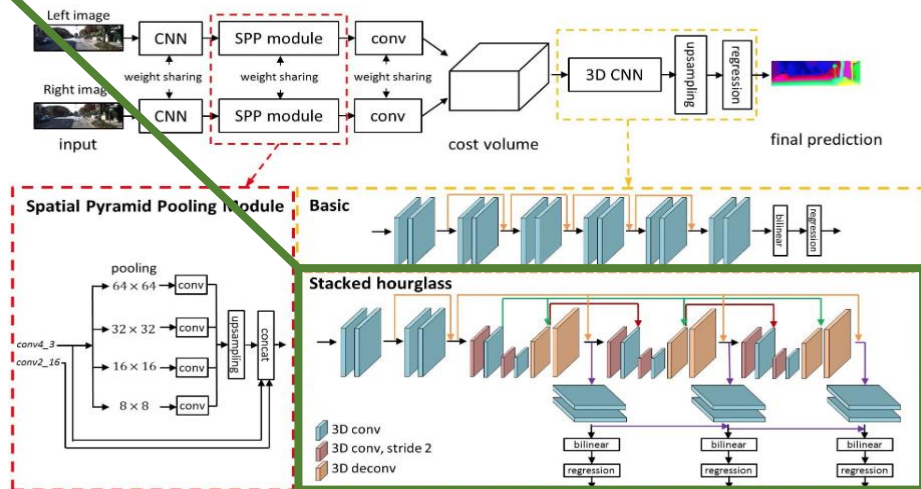 Left image
CNN
SPP module
conv
weight sharing
weight sharing
weight sharing
Right image
CNN
SPP module
conv
input
cost volume
3D CNN
upsampling
regression
final prediction
Spatial Pyramid Pooling Module
pooling
64 × 64
conv
32 × 32
conv
16 × 16
conv
8 × 8
conv
conv4_3
conv2_16
upsampling
concat
Basic
bilinear
regression
Stacked hourglass
3D conv
3D conv, stride 2
3D deconv
bilinear
bilinear
bilinear
regression
regression
regression